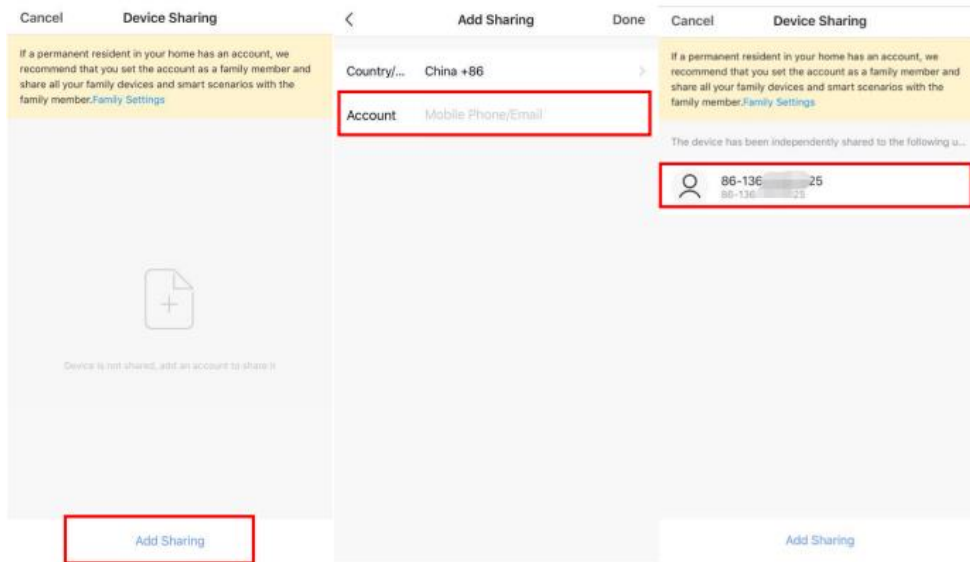 Cancel Device Sharing
If a permanent resident in your home has an account, we
recommend that you set the account as a family member and
share all your family devices and smart scenarios with the
family member.Family Settings
Device is not shared, add an account to share it
Add Sharing
Add Sharing Done
Country/... China +86
Account Mobile Phone/Email
Cancel Device Sharing
If a permanent resident in your home has an account, we
recommend that you set the account as a family member and
share all your family devices and smart scenarios with the
family member.Family Settings
The device has been independently shared to the following u...
86-136 25
86-136 25
Add Sharing